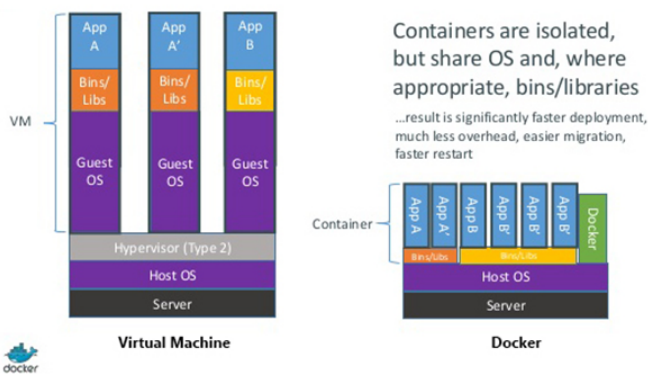 App
A
App
A'
App
B
Bins/
Libs
Bins/
Libs
Bins/
Libs
VM
Guest
OS
Guest
OS
Guest
OS
Hypervisor (Type 2)
Host OS
Server
Virtual Machine
docker
Containers are isolated,
but share OS and, where
appropriate, bins/libraries
...result is significantly faster deployment,
much less overhead, easier migration,
faster restart
Container
App A
App A'
App B
App B'
App B'
App B'
Docker
Bins/Libs
Bins/Libs
Host OS
Server
Docker